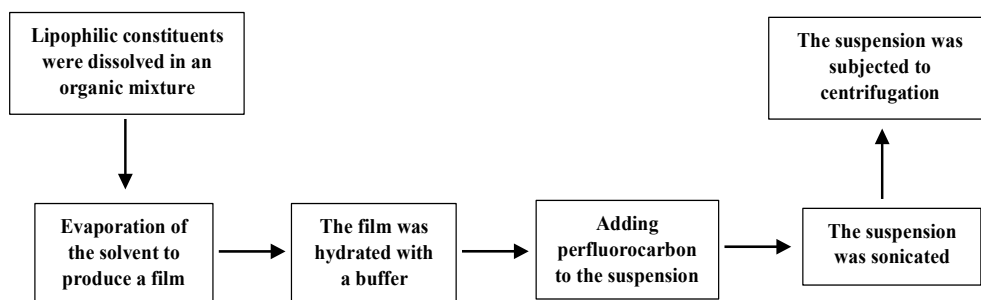 Lipophilic constituents
were dissolved in an
organic mixture
Evaporation of
the solvent to
produce a film
The film was
hydrated with
a buffer
Adding
perfluorocarbon
to the suspension
The suspension
was sonicated
The suspension was
subjected to
centrifugation